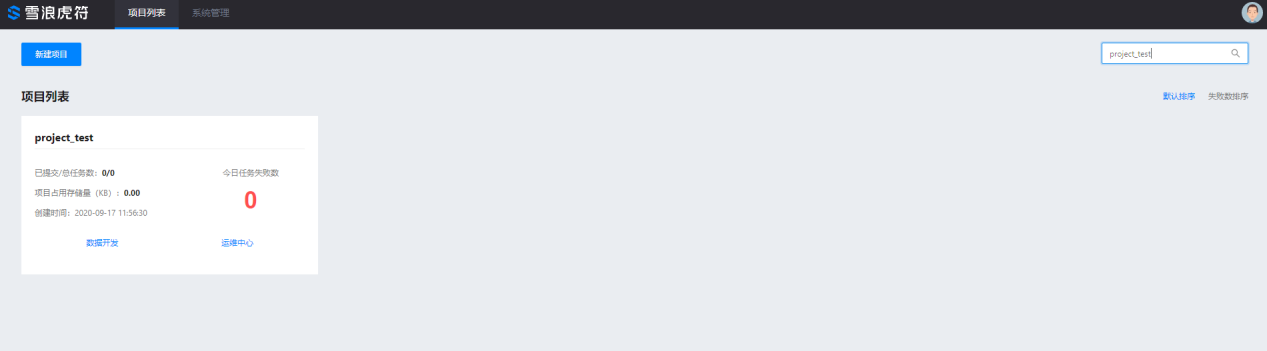 雪浪虎符 项目列表 系统管理
新建项目 project_test
项目列表 默认排序 失败数排序
project_test
已提交/总任务数：0/0 今日任务失败数
项目占用存储量（KB）：0.00 0
创建时间：2020-09-17 11:56:30
数据开发 运维中心